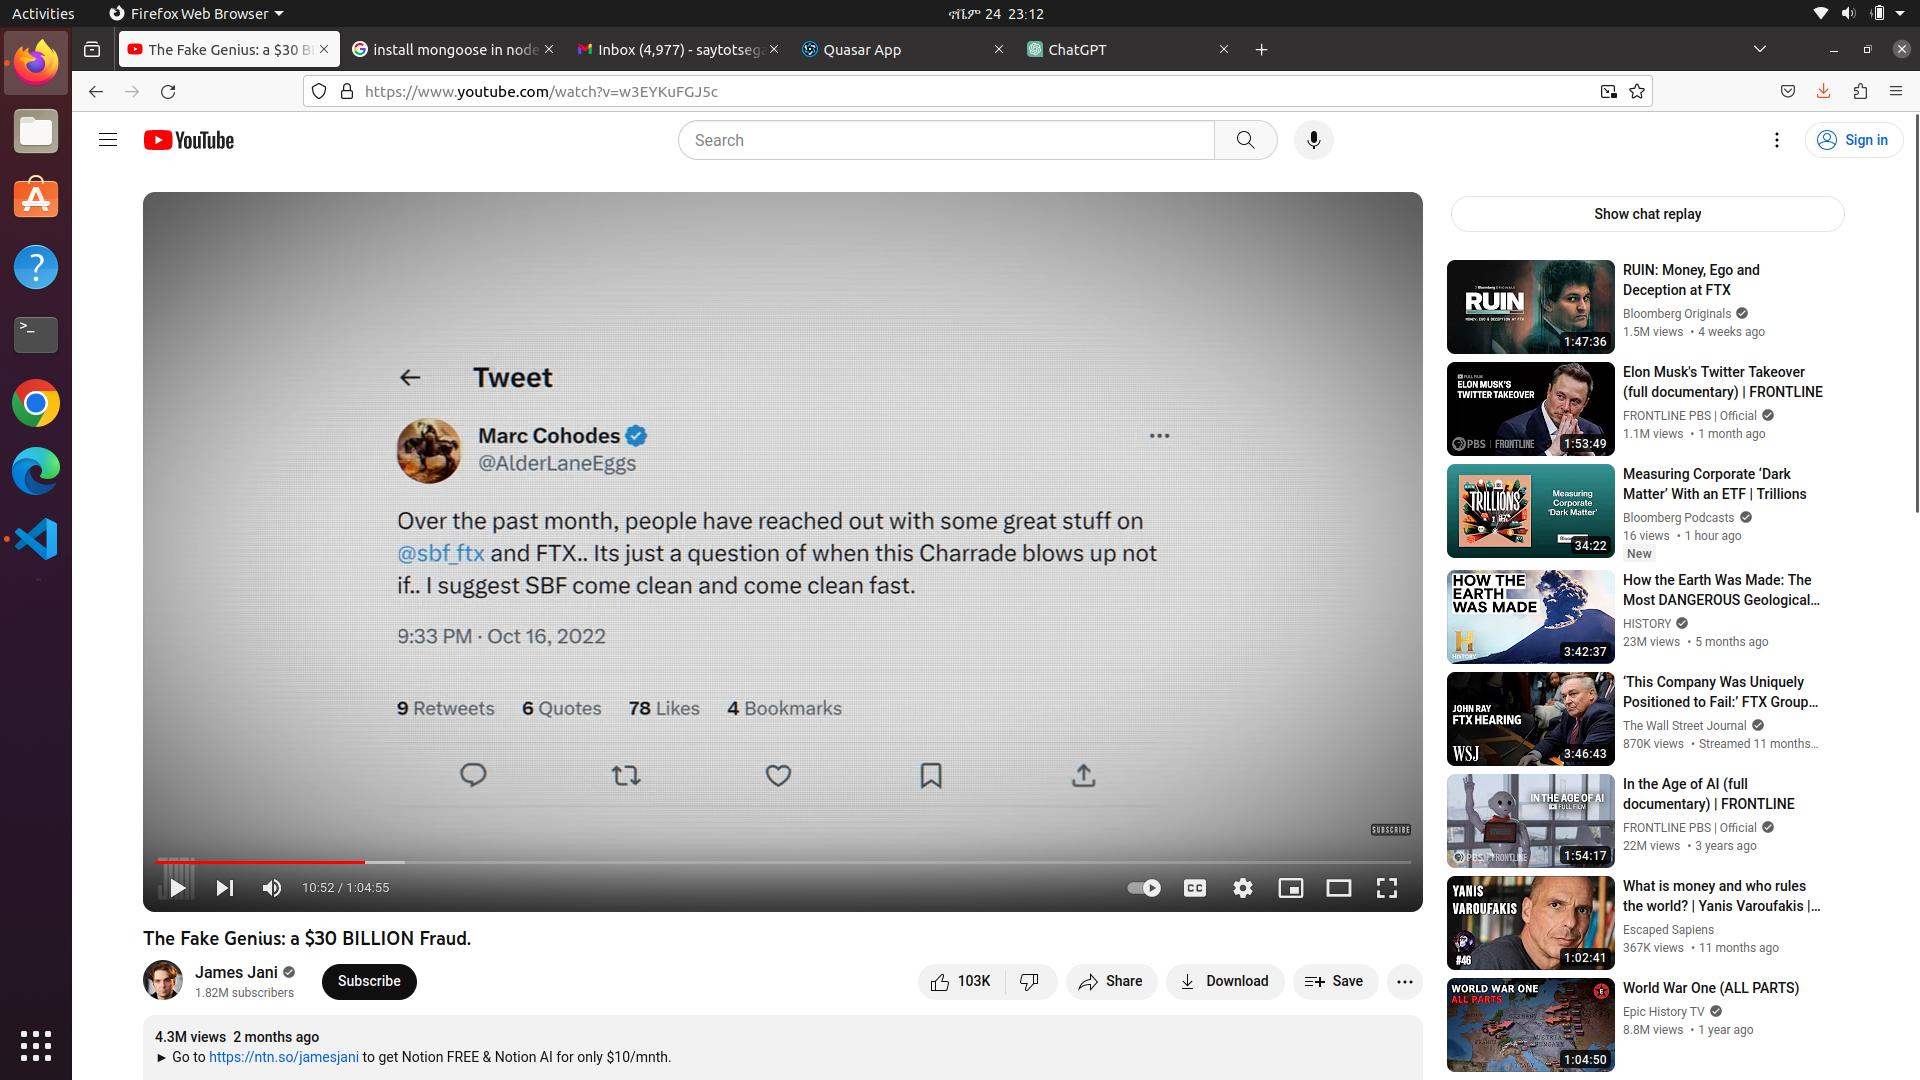 Activities
Firefox Web Browser
ኖቬም 24 23:12
The Fake Genius: a $30 B
install mongoose in node
Inbox (4,977) - saytotsega
Quasar App
ChatGPT
https://www.youtube.com/watch?v=w3EYKuFGJ5c
YouTube
Search
Sign in
Tweet
Marc Cohodes
@AlderLaneEggs
Over the past month, people have reached out with some great stuff on
@sbf_ftx and FTX.. Its just a question of when this Charrade blows up not
if.. I suggest SBF come clean and come clean fast.
9:33 PM · Oct 16, 2022
9 Retweets 6 Quotes 78 Likes 4 Bookmarks
SUBSCRIBE
10:52 / 1:04:55
CC
The Fake Genius: a $30 BILLION Fraud.
James Jani
1.82M subscribers
Subscribe
103K
Share
Download
Save
4.3M views 2 months ago
► Go to https://ntn.so/jamesjani to get Notion FREE & Notion AI for only $10/mnth.
Show chat replay
RUIN
1:47:36
RUIN: Money, Ego and
Deception at FTX
Bloomberg Originals
1.5M views • 4 weeks ago
FULL FILM
ELON MUSK'S
TWITTER TAKEOVER
PBS | FRONTLINE
1:53:49
Elon Musk's Twitter Takeover
(full documentary) | FRONTLINE
FRONTLINE PBS | Official
1.1M views • 1 month ago
TRILLIONS
Measuring
Corporate
'Dark Matter'
34:22
Measuring Corporate ‘Dark
Matter’ With an ETF | Trillions
Bloomberg Podcasts
16 views • 1 hour ago
New
HOW THE
EARTH
WAS MADE
H
HISTORY
3:42:37
How the Earth Was Made: The
Most DANGEROUS Geological...
HISTORY
23M views • 5 months ago
JOHN RAY
FTX HEARING
WSJ
3:46:43
‘This Company Was Uniquely
Positioned to Fail:’ FTX Group...
The Wall Street Journal
870K views • Streamed 11 months...
IN THE AGE OF AI
FULL FILM
PBS | FRONTLINE
1:54:17
In the Age of AI (full
documentary) | FRONTLINE
FRONTLINE PBS | Official
22M views • 3 years ago
YANIS
VAROUFAKIS
#46
1:02:41
What is money and who rules
the world? | Yanis Varoufakis |...
Escaped Sapiens
367K views • 11 months ago
WORLD WAR ONE
ALL PARTS
1:04:50
World War One (ALL PARTS)
Epic History TV
8.8M views • 1 year ago